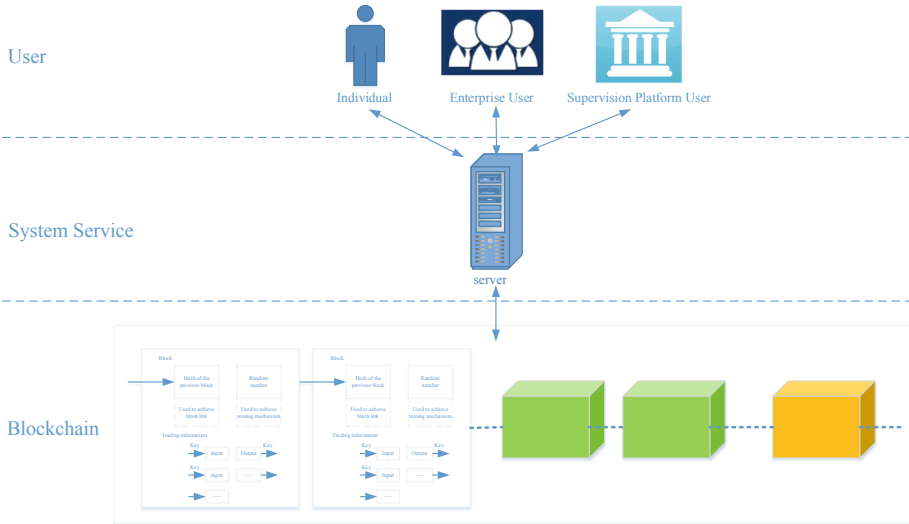 User
Individual
Enterprise User
Supervision Platform User
System Service
server
Blockchain
Block
Hash of the
previous block
Random
number
Used to achieve
block link
Used to achieve
mining mechanism
Trading information
Key
Input
Output
Key
Key
Input
......
......
Block
Hash of the
previous block
Random
number
Used to achieve
block link
Used to achieve
mining mechanism
Trading information
Key
Input
Output
Key
Key
Input
......
......